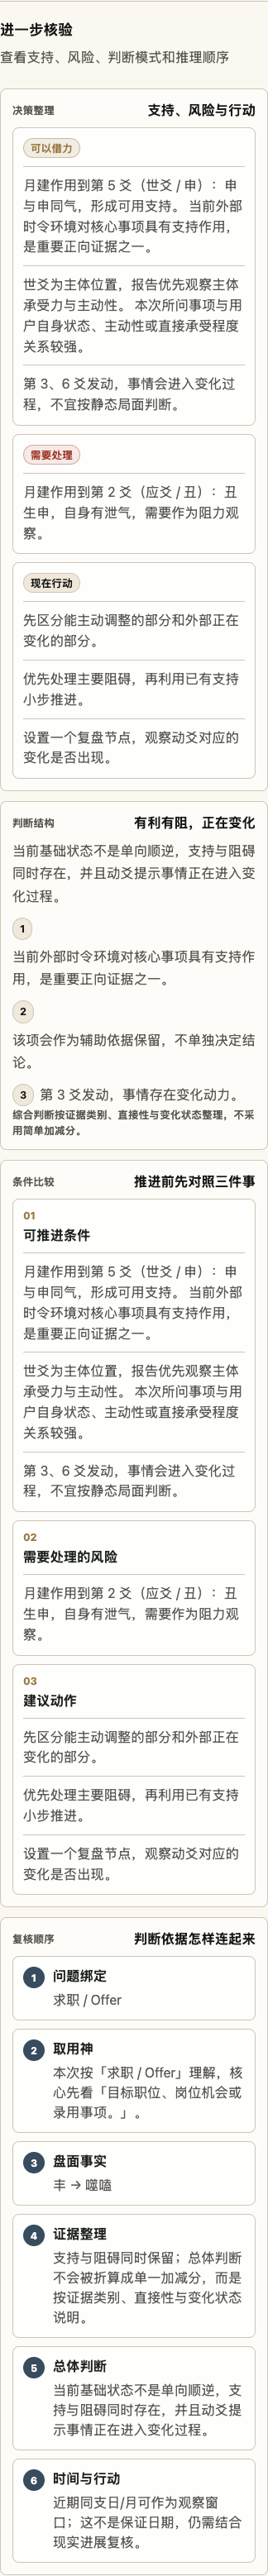 进一步核验
查看支持、风险、判断模式和推理顺序
决策整理
支持、风险与行动
可以借力
月建作用到第 5 爻（世爻 / 申）：申
与申同气，形成可用支持。 当前外部
时令环境对核心事项具有支持作用，
是重要正向证据之一。
世爻为主体位置，报告优先观察主体
承受力与主动性。 本次所问事项与用
户自身状态、主动性或直接承受程度
关系较强。
第 3、6 爻发动，事情会进入变化过
程，不宜按静态局面判断。
需要处理
月建作用到第 2 爻（应爻 / 丑）：丑
生申，自身有泄气，需要作为阻力观
察。
现在行动
先区分能主动调整的部分和外部正在
变化的部分。
优先处理主要阻碍，再利用已有支持
小步推进。
设置一个复盘节点，观察动爻对应的
变化是否出现。
判断结构
有利有阻，正在变化
当前基础状态不是单向顺逆，支持与阻碍
同时存在，并且动爻提示事情正在进入变
化过程。
1
当前外部时令环境对核心事项具有支持作
用，是重要正向证据之一。
2
该项会作为辅助依据保留，不单独决定结
论。
3 第 3 爻发动，事情存在变化动力。
综合判断按证据类别、直接性与变化状态整理，不采
用简单加减分。
条件比较
推进前先对照三件事
01
可推进条件
月建作用到第 5 爻（世爻 / 申）：申
与申同气，形成可用支持。 当前外部
时令环境对核心事项具有支持作用，
是重要正向证据之一。
世爻为主体位置，报告优先观察主体
承受力与主动性。 本次所问事项与用
户自身状态、主动性或直接承受程度
关系较强。
第 3、6 爻发动，事情会进入变化过
程，不宜按静态局面判断。
02
需要处理的风险
月建作用到第 2 爻（应爻 / 丑）：丑
生申，自身有泄气，需要作为阻力观
察。
03
建议动作
先区分能主动调整的部分和外部正在
变化的部分。
优先处理主要阻碍，再利用已有支持
小步推进。
设置一个复盘节点，观察动爻对应的
变化是否出现。
复核顺序
判断依据怎样连起来
1 问题绑定
求职 / Offer
2 取用神
本次按「求职 / Offer」理解，核
心先看「目标职位、岗位机会或
录用事项。」。
3 盘面事实
丰 → 噬嗑
4 证据整理
支持与阻碍同时保留；总体判断
不会被折算成单一加减分，而是
按证据类别、直接性与变化状态
说明。
5 总体判断
当前基础状态不是单向顺逆，支
持与阻碍同时存在，并且动爻提
示事情正在进入变化过程。
6 时间与行动
近期同支日/月可作为观察窗
口；这不是保证日期，仍需结合
现实进展复核。